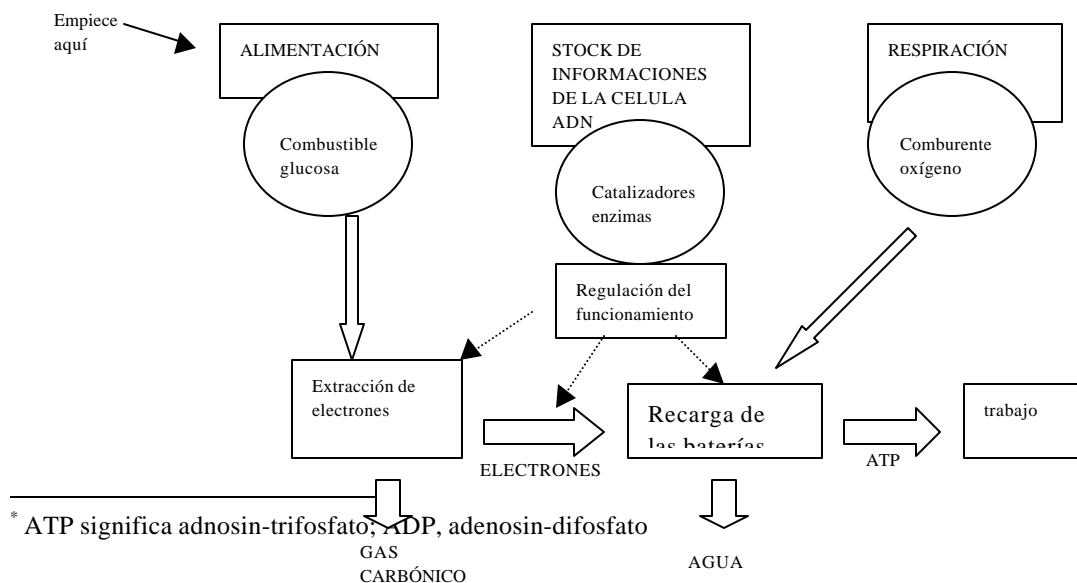 Empiece
aquí
ALIMENTACIÓN
Combustible
glucosa
STOCK DE
INFORMACIONES
DE LA CELULA
ADN
Catalizadores
enzimas
Regulación del
funcionamiento
RESPIRACIÓN
Comburente
oxígeno
Extracción de
electrones
ELECTRONES
Recarga de
las baterías
ATP
trabajo
* ATP significa adnosin-trifosfato; ADP, adenosin-difosfato
GAS
CARBÓNICO
AGUA